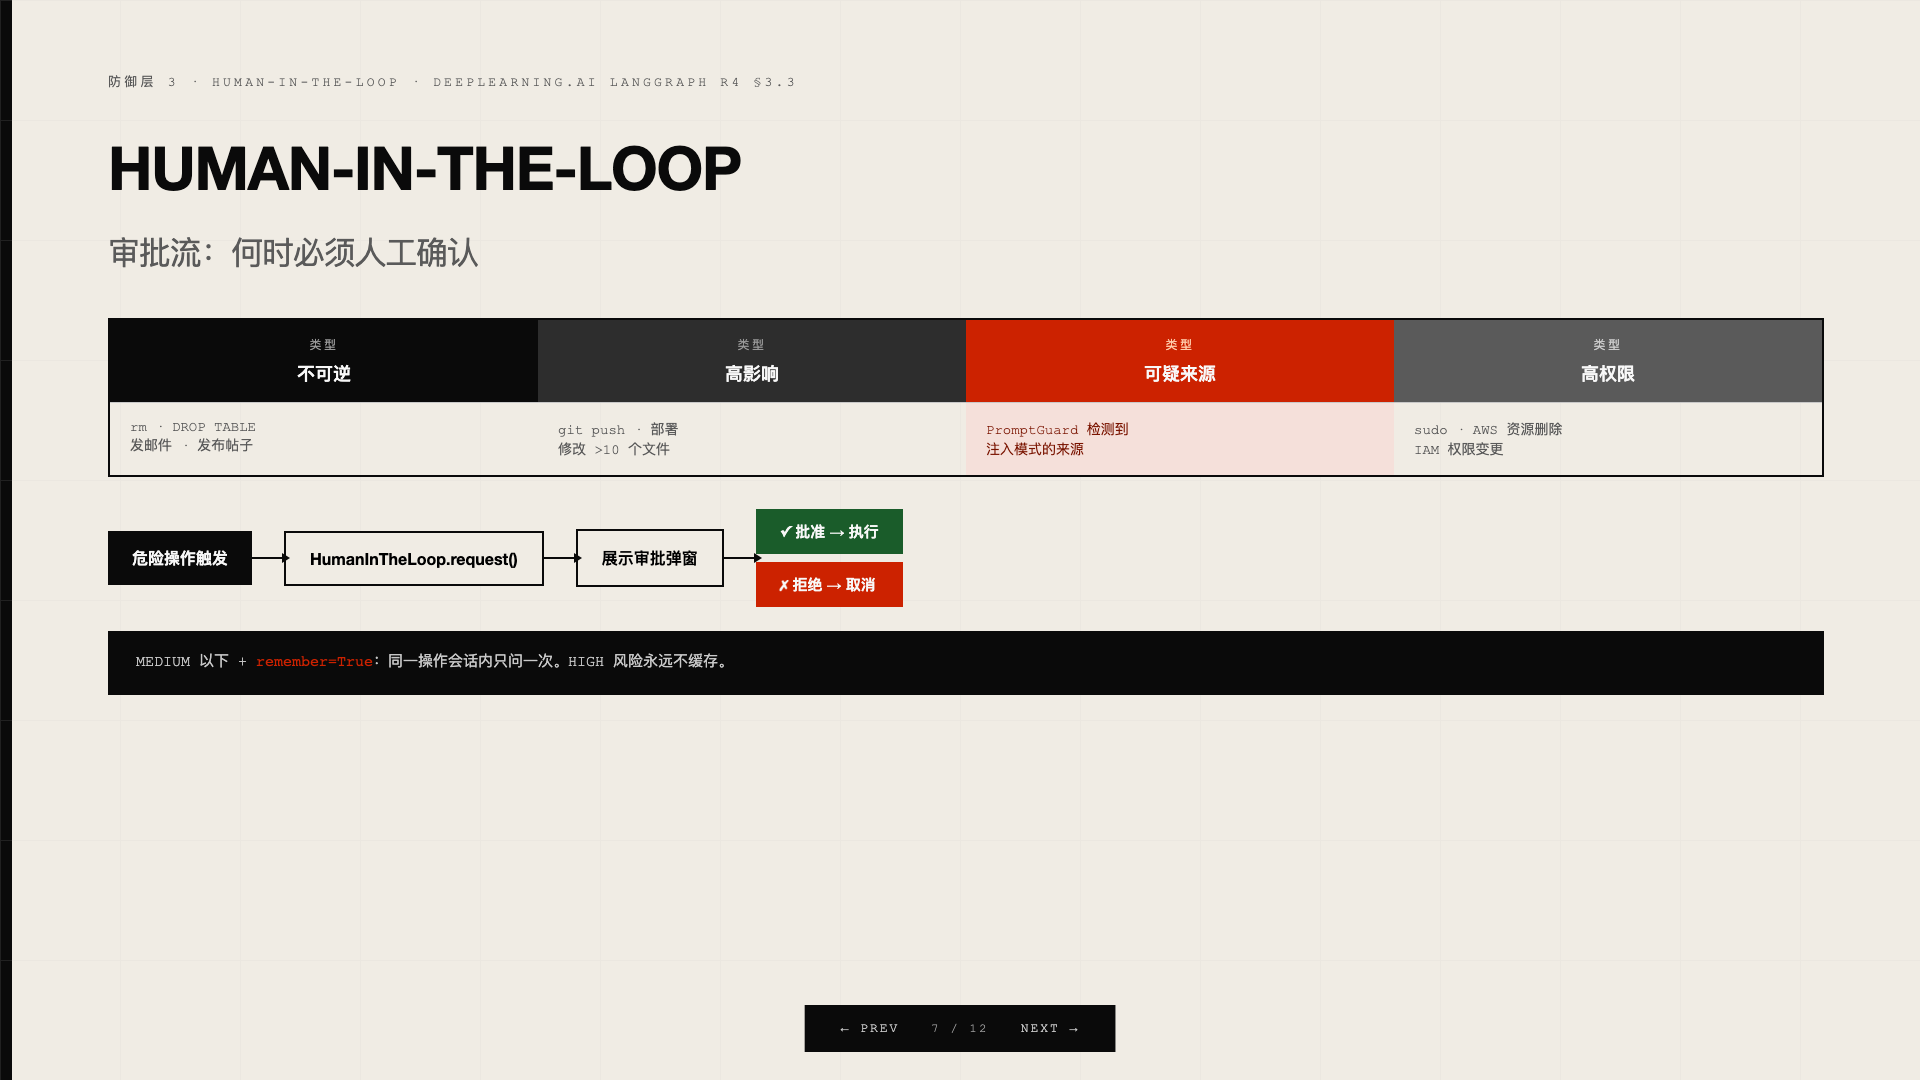 防御层 3 · HUMAN-IN-THE-LOOP · DEEPLEARNING.AI LANGGRAPH R4 §3.3
HUMAN-IN-THE-LOOP
审批流：何时必须人工确认
类型
不可逆
rm · DROP TABLE
发邮件 · 发布帖子
类型
高影响
git push · 部署
修改 >10 个文件
类型
可疑来源
PromptGuard 检测到
注入模式的来源
类型
高权限
sudo · AWS 资源删除
IAM 权限变更
危险操作触发
HumanInTheLoop.request()
展示审批弹窗
✓ 批准 → 执行
✗ 拒绝 → 取消
MEDIUM 以下 + remember=True：同一操作会话内只问一次。HIGH 风险永远不缓存。
← PREV 7 / 12 NEXT →